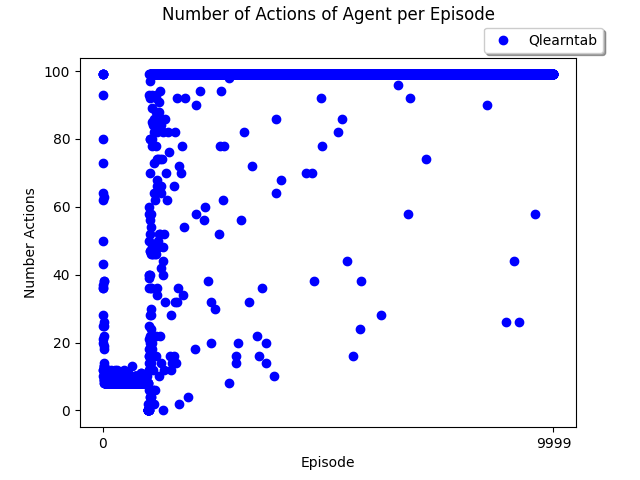 Number of Actions of Agent per Episode
Qlearntab
100
80
60
40
20
0
Number Actions
0 9999
Episode